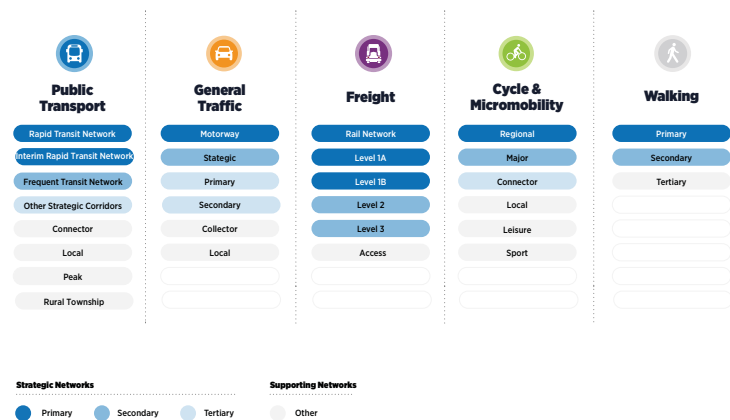 Public
Transport
Rapid Transit Network
Interim Rapid Transit Network
Frequent Transit Network
Other Strategic Corridors
Connector
Local
Peak
Rural Township
General
Traffic
Motorway
Stategic
Primary
Secondary
Collector
Local
Freight
Rail Network
Level 1A
Level 1B
Level 2
Level 3
Access
Cycle &
Micromobility
Regional
Major
Connector
Local
Leisure
Sport
Walking
Primary
Secondary
Tertiary
Strategic Networks
Primary
Secondary
Tertiary
Supporting Networks
Other